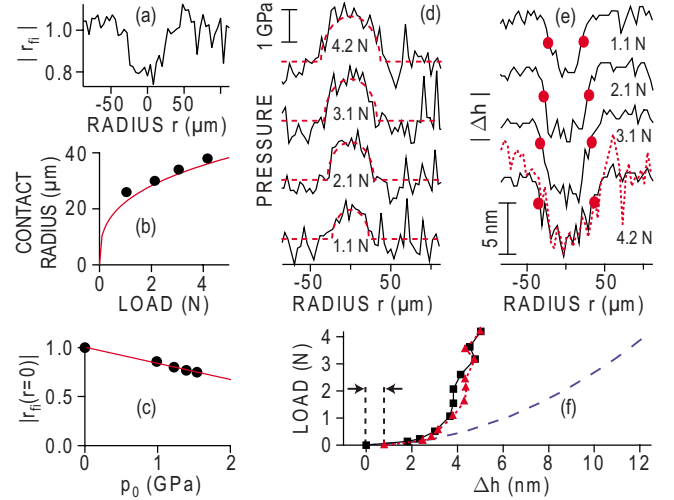 (a)
| r_fi |
1.0
0.8
-50 0 50
RADIUS r (µm)
(b)
CONTACT
RADIUS (µm)
40
20
0
0 2 4
LOAD (N)
(c)
|r_fi(r=0)|
1.0
0.5
0.0
0 1 2
p_0 (GPa)
(d)
1 GPa
PRESSURE
4.2 N
3.1 N
2.1 N
1.1 N
-50 0 50
RADIUS r (µm)
(e)
| Δh |
1.1 N
2.1 N
3.1 N
4.2 N
5 nm
-50 0 50
RADIUS r (µm)
(f)
LOAD (N)
4
3
2
1
0
0 2 4 6 8 10 12
Δh (nm)